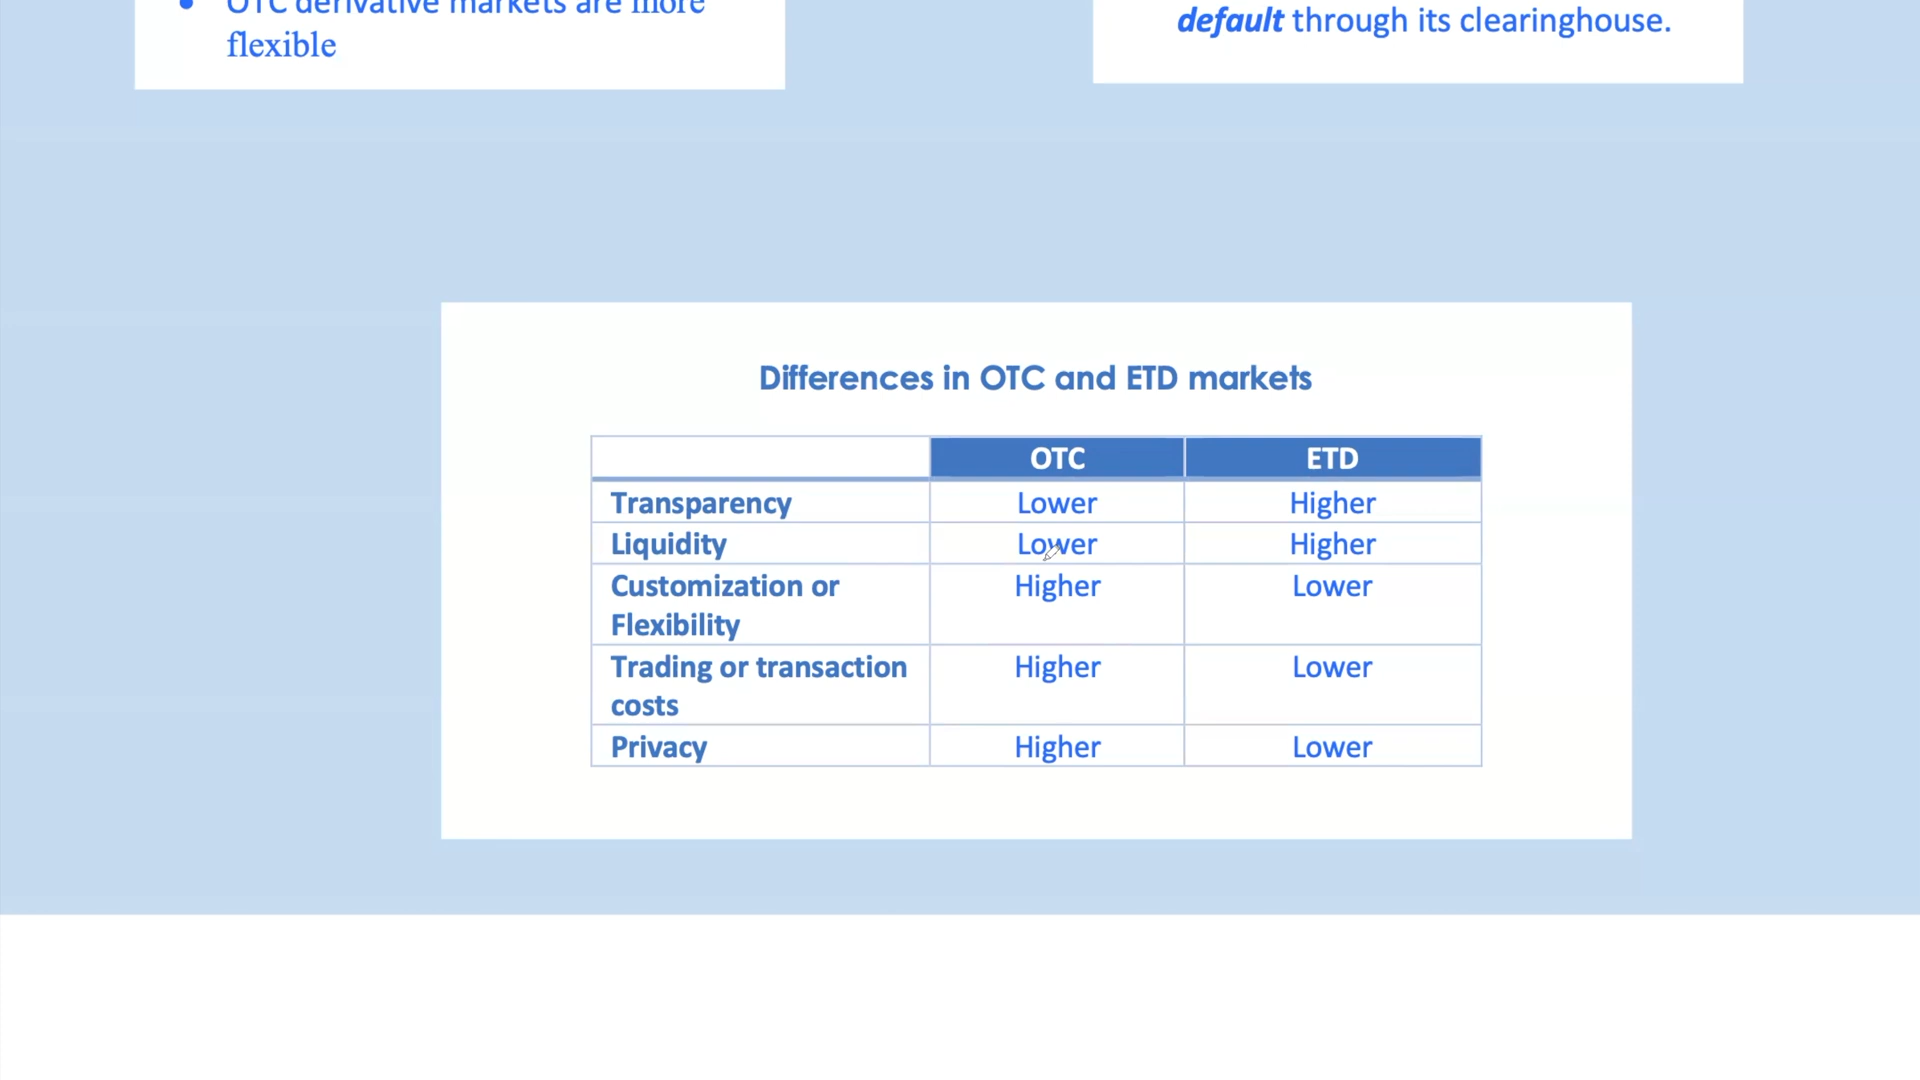 OTC derivative markets are more
flexible
default through its clearinghouse.
Differences in OTC and ETD markets
OTC ETD
Transparency Lower Higher
Liquidity Lower Higher
Customization or Higher Lower
Flexibility
Trading or transaction Higher Lower
costs
Privacy Higher Lower